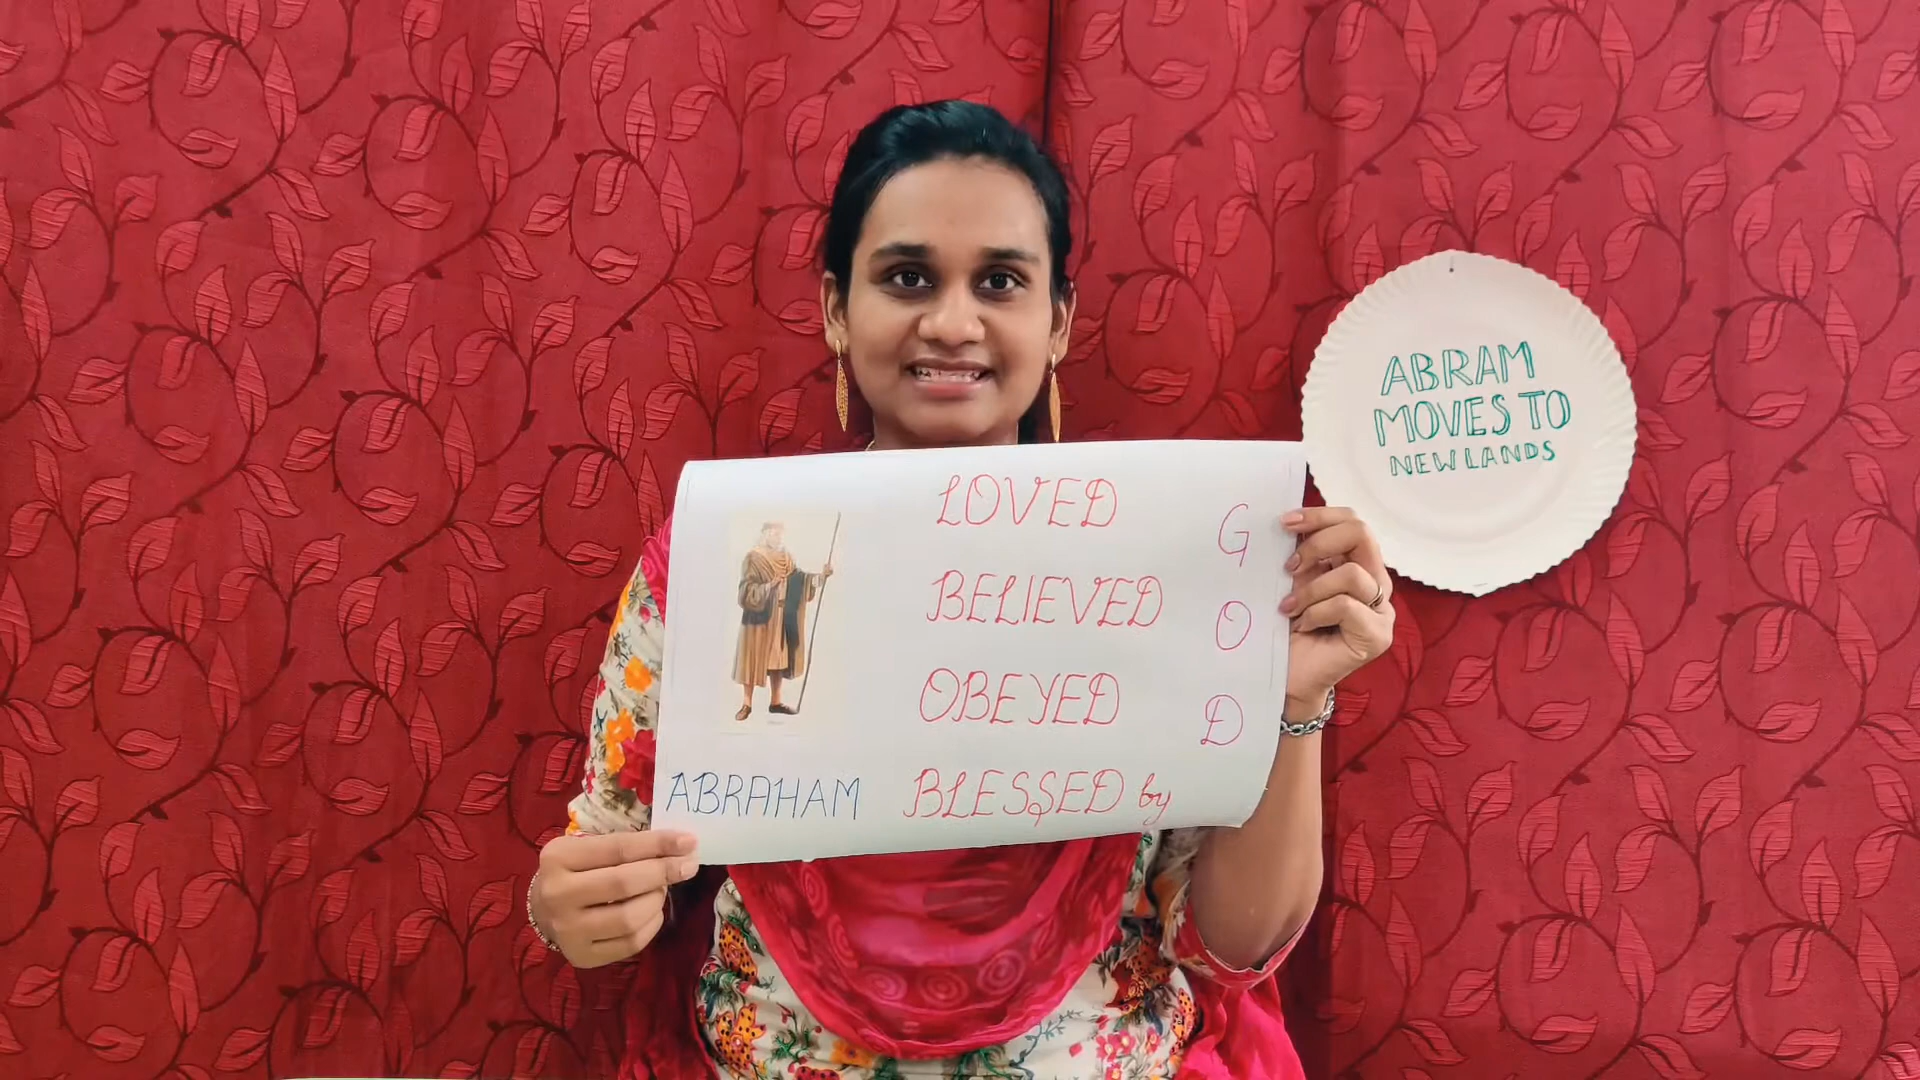 ABRAM
MOVES TO
NEW LANDS
LOVED
BELIEVED
OBEYED
BLESSED by
G
O
D
ABRAHAM